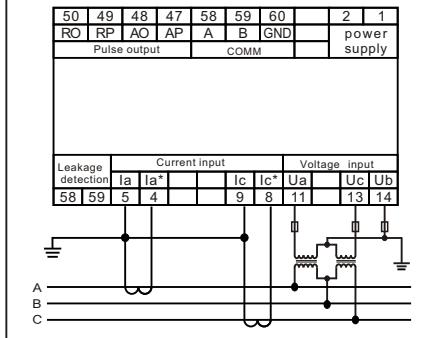 50 49 48 47 58 59 60 2 1
RO RP AO AP A B GND power
Pulse output COMM supply
Leakage Current input Voltage input
detection Ia Ia* Ic Ic* Ua Uc Ub
58 59 5 4 9 8 11 13 14
A
B
C